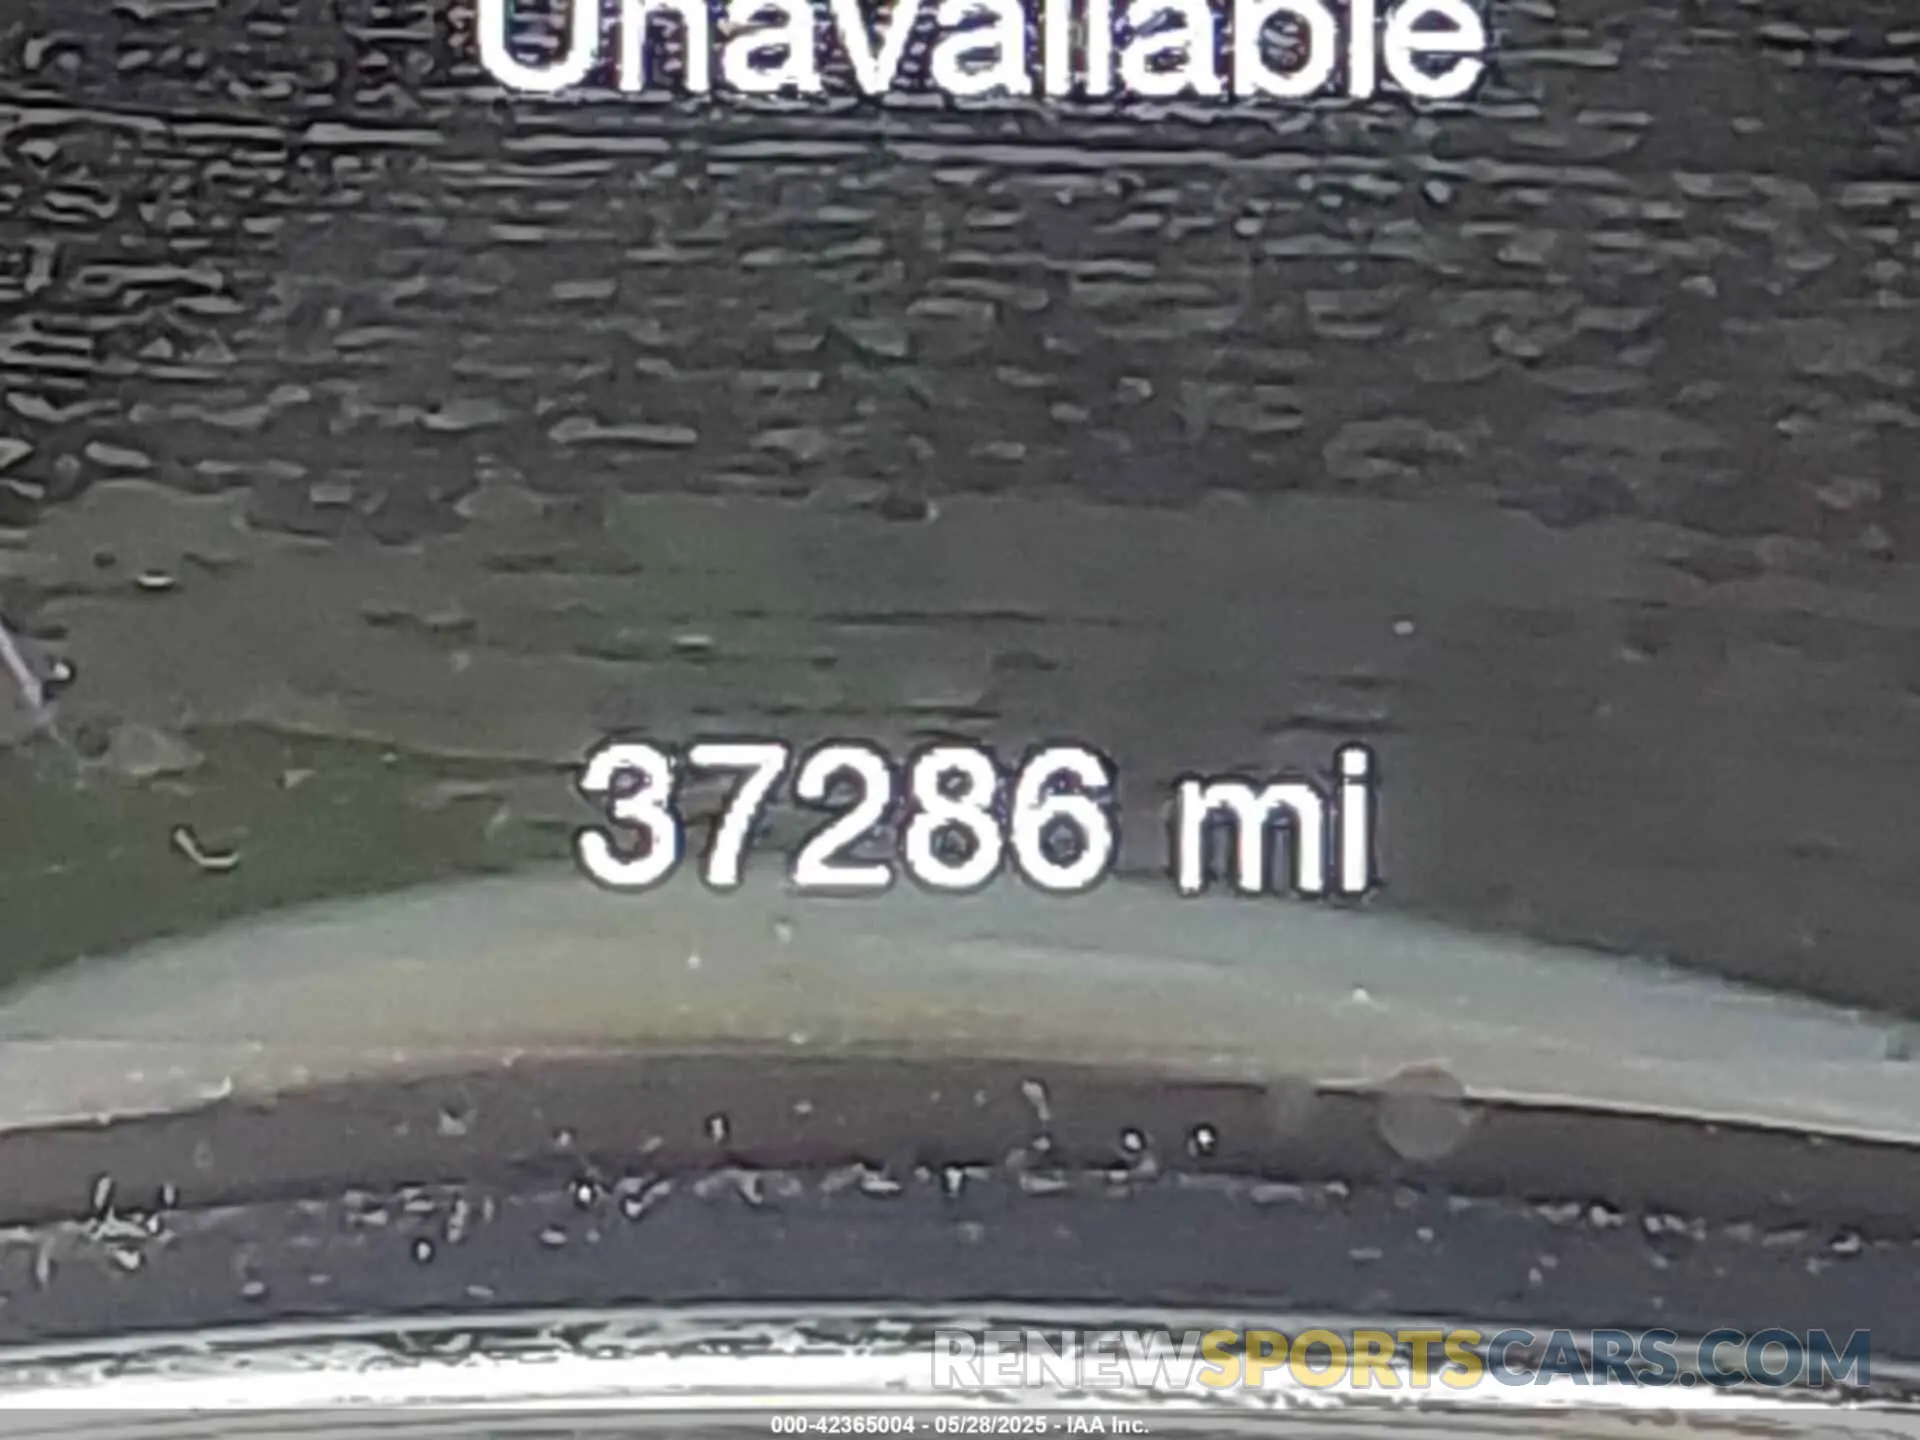 Unavailable
37286 mi
RENEWSPORTSCARS.COM
000-42365004 - 05/28/2025 - IAA Inc.